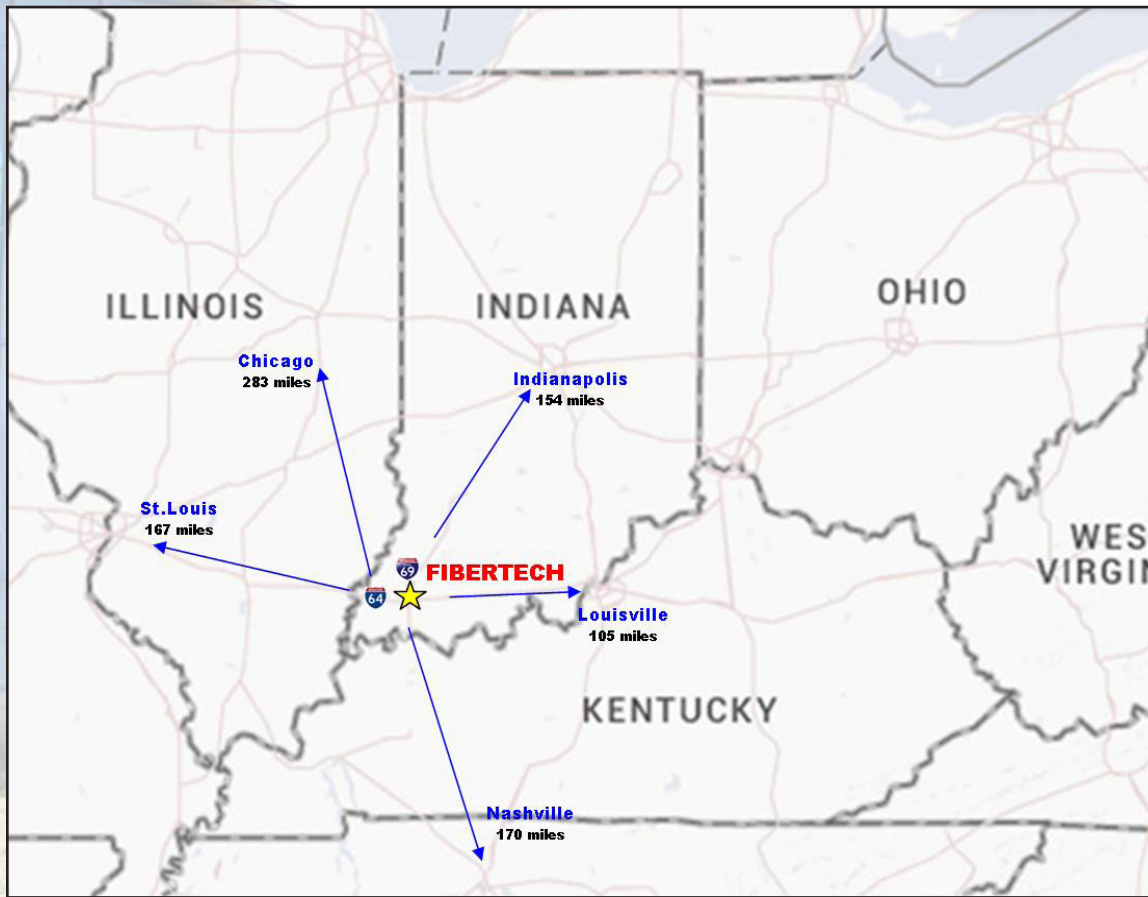 ILLINOIS
INDIANA
OHIO
Chicago
283 miles
Indianapolis
154 miles
St.Louis
167 miles
WES
VIRGIN
69
FIBERTECH
64
Louisville
105 miles
KENTUCKY
Nashville
170 miles